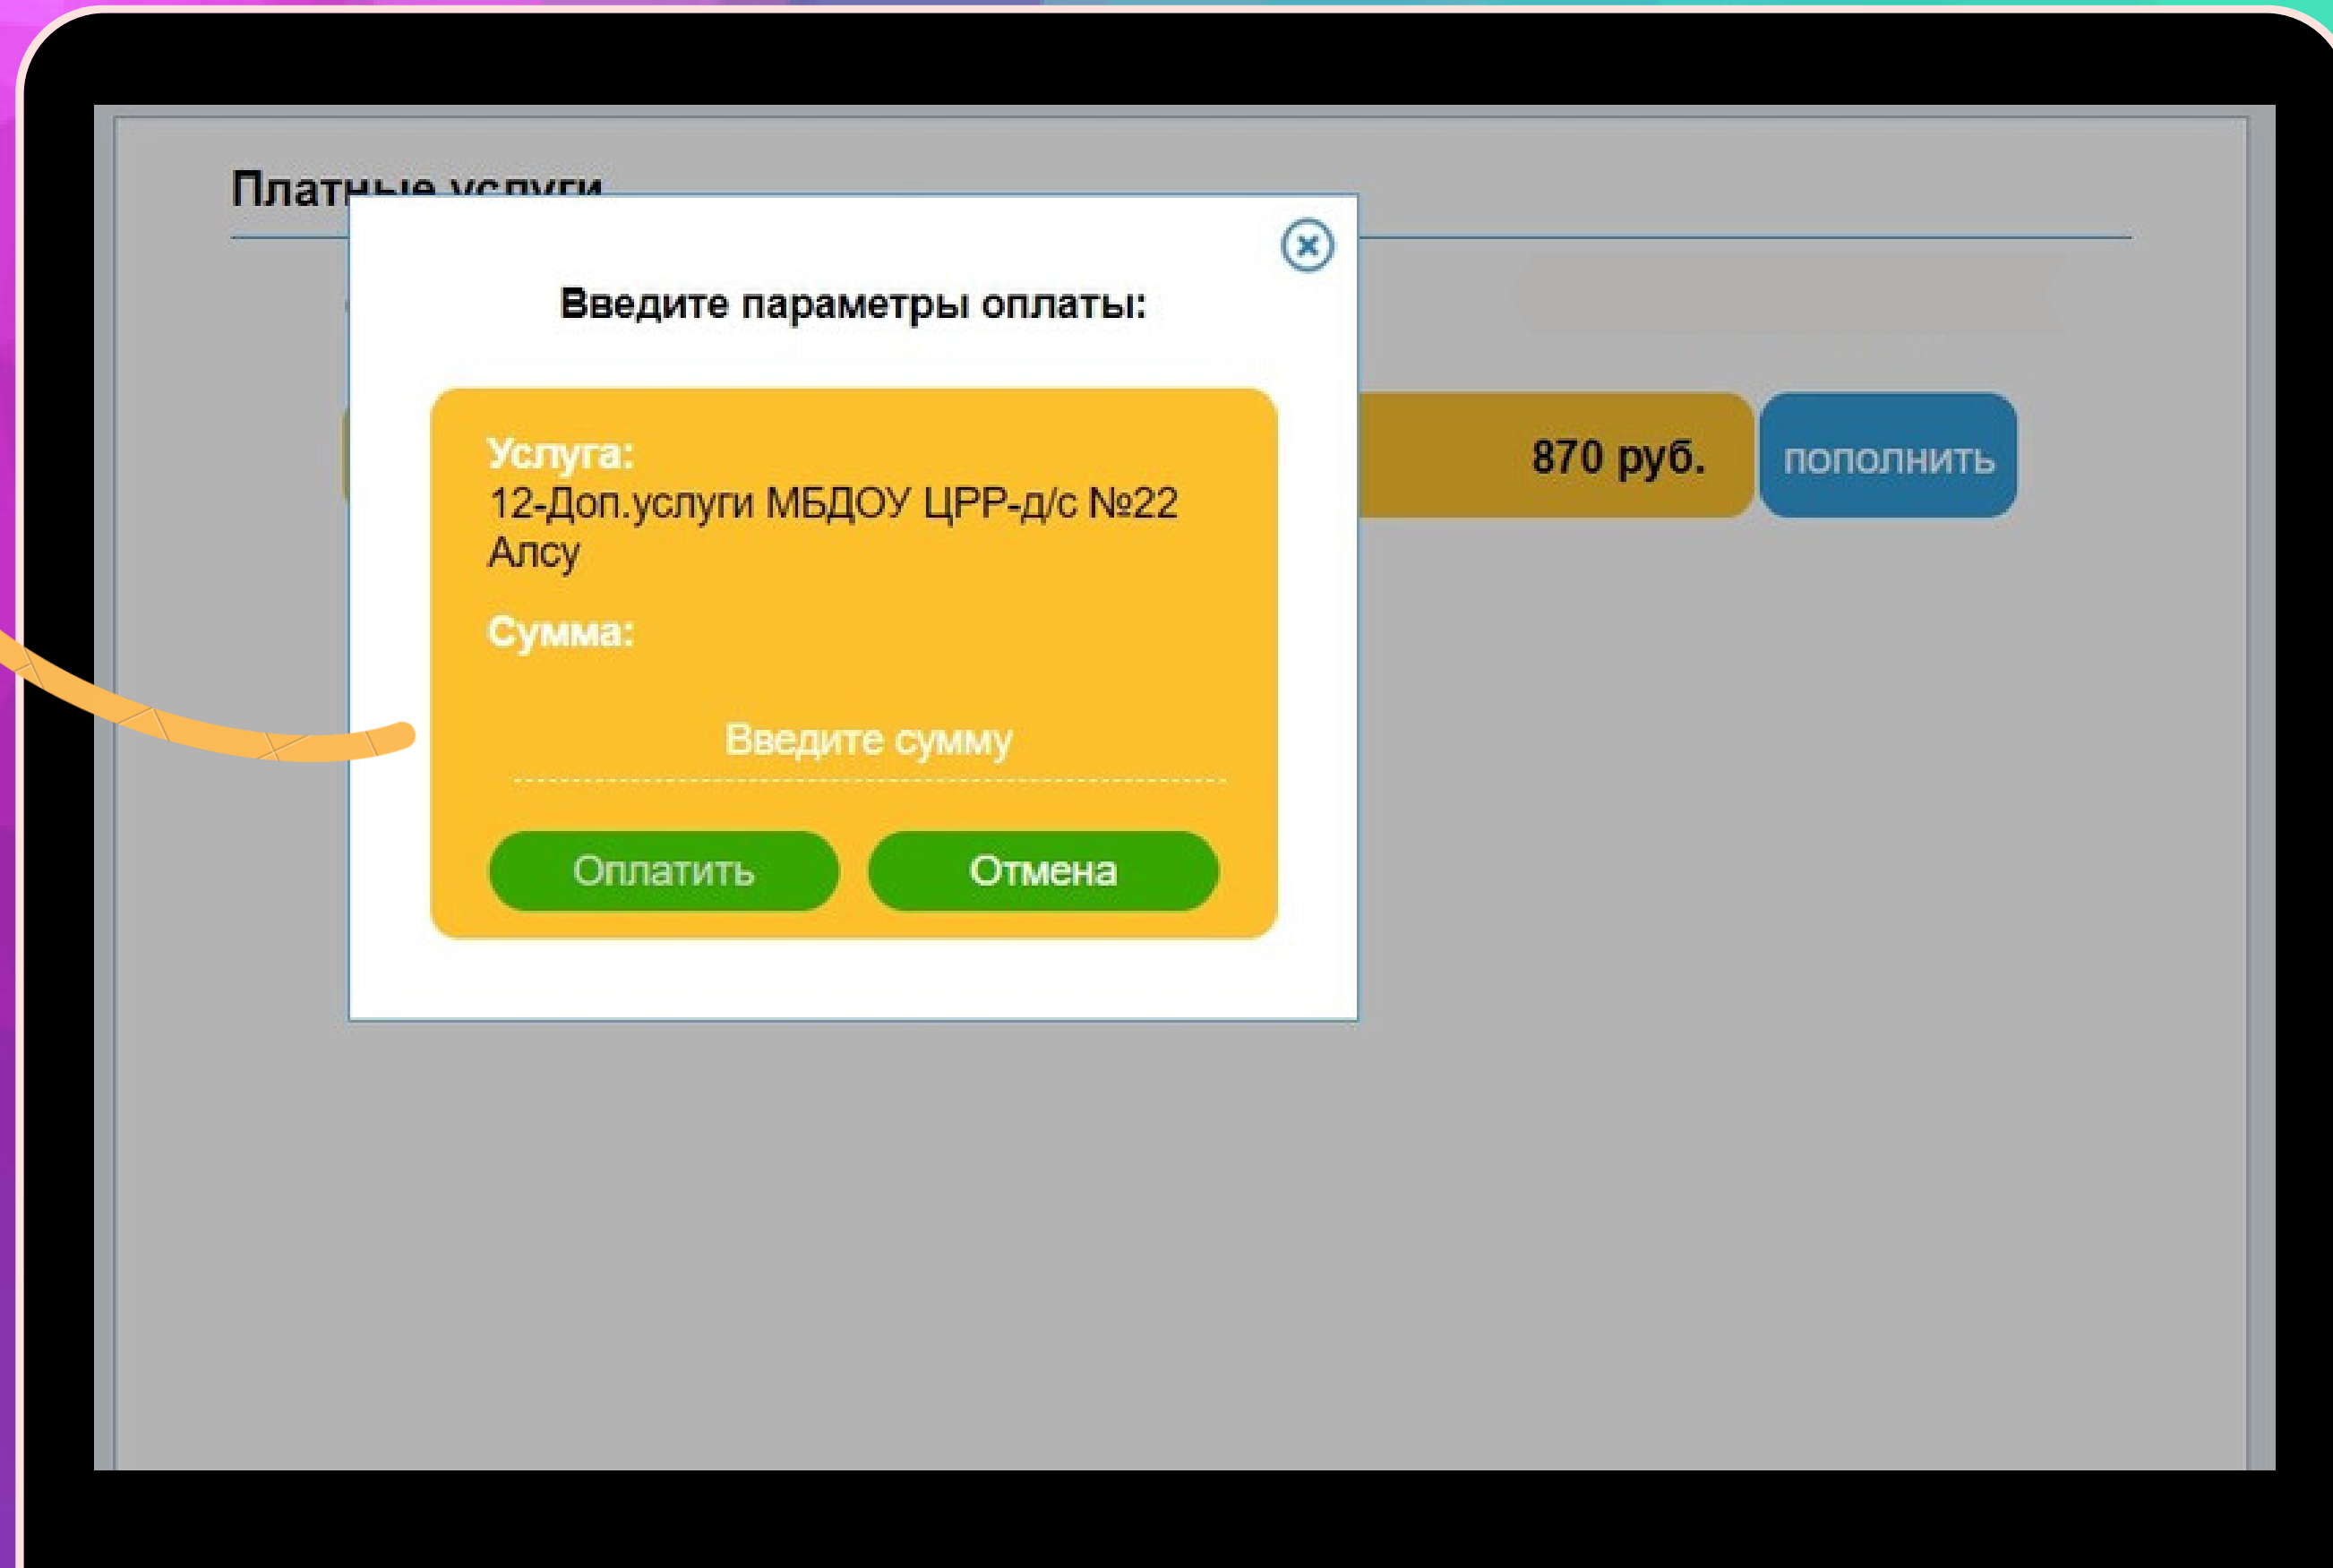 Платные услуги
Введите параметры оплаты:
Услуга:
12-Доп.услуги МБДОУ ЦРР-д/с №22
Алсу
870 руб.
пополнить
Сумма:
Введите сумму
Оплатить
Отмена